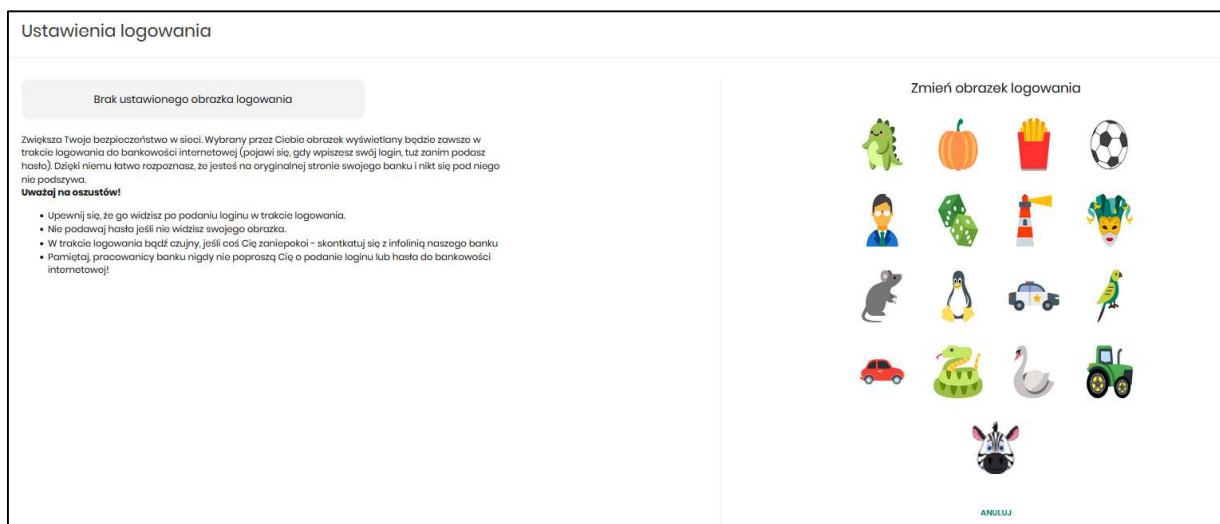 Ustawienia logowania
Brak ustawionego obrazka logowania
Zwiększa Twoje bezpieczeństwo w sieci. Wybrany przez Ciebie obrazek wyświetlany będzie zawsze w
trakcie logowania do bankowości internetowej (pojawi się, gdy wpiszesz swój login, tuż zanim podasz
hasło). Dzięki niemu łatwo rozpoznasz, że jesteś na oryginalnej stronie swojego banku i nikt się pod niego
nie podszywa.
Uważaj na oszustów!
• Upewnij się, że go widzisz po podaniu loginu w trakcie logowania.
• Nie podawaj hasła jeśli nie widzisz swojego obrazka.
• W trakcie logowania bądź czujny, jeśli coś Cię zaniepokoi - skontkatuj się z infolinią naszego banku
• Pamiętaj, pracowanicy banku nigdy nie poproszą Cię o podanie loginu lub hasła do bankowości
internetowej!
Zmień obrazek logowania
ANULUJ